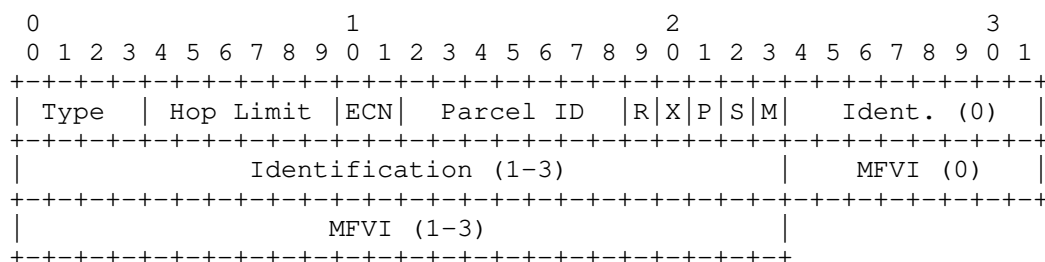 0                   1                   2                   3
 0 1 2 3 4 5 6 7 8 9 0 1 2 3 4 5 6 7 8 9 0 1 2 3 4 5 6 7 8 9 0 1
+-+-+-+-+-+-+-+-+-+-+-+-+-+-+-+-+-+-+-+-+-+-+-+-+-+-+-+-+-+-+-+-+
| Type  | Hop Limit |ECN|  Parcel ID  |R|X|P|S|M|   Ident. (0)  |
+-+-+-+-+-+-+-+-+-+-+-+-+-+-+-+-+-+-+-+-+-+-+-+-+-+-+-+-+-+-+-+-+
|              Identification (1-3)             |    MFVI (0)   |
+-+-+-+-+-+-+-+-+-+-+-+-+-+-+-+-+-+-+-+-+-+-+-+-+-+-+-+-+-+-+-+-+
|                   MFVI (1-3)                  |
+-+-+-+-+-+-+-+-+-+-+-+-+-+-+-+-+-+-+-+-+-+-+-+-+